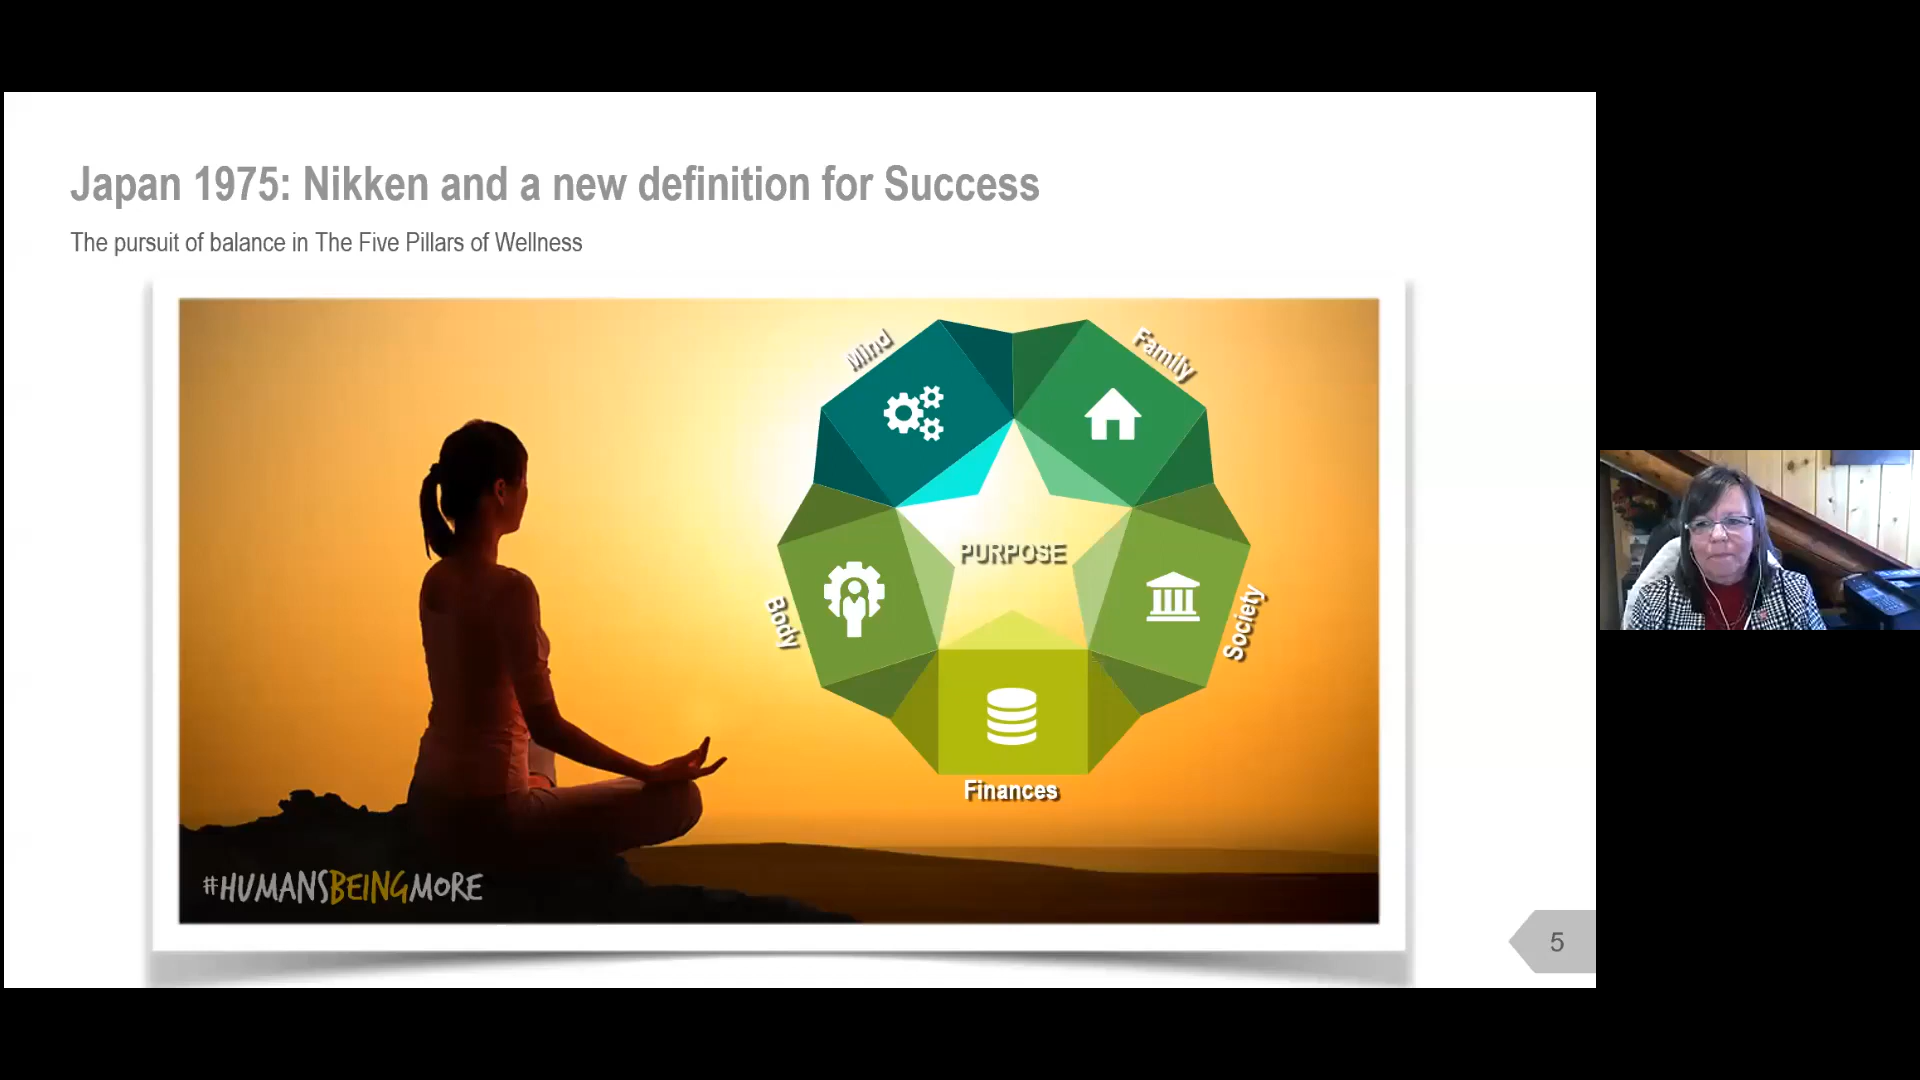 Japan 1975: Nikken and a new definition for Success
The pursuit of balance in The Five Pillars of Wellness
Mind
Family
PURPOSE
Body
Society
Finances
#HUMANSBEINGMORE
5